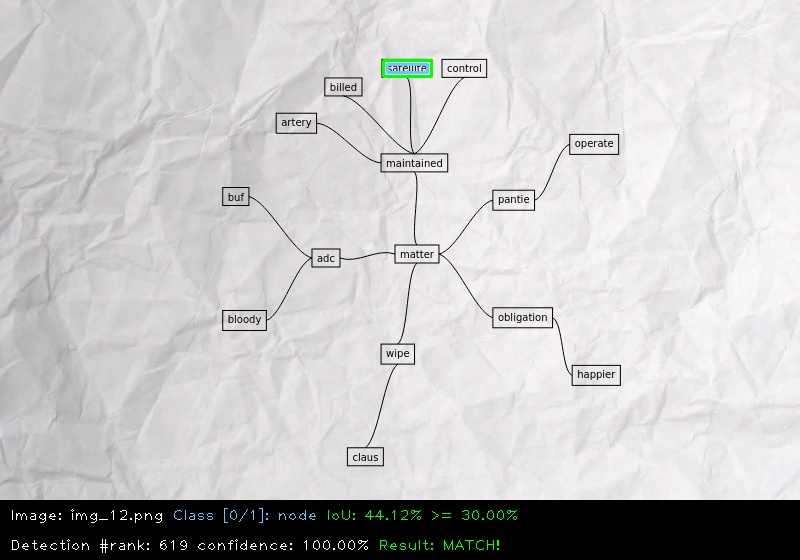 satellite control
billed
artery
maintained
operate
buf
pantie
matter
adc
bloody
obligation
wipe
happier
claus
Image: img_12.png Class [0/1]: node IoU: 44.12% >= 30.00%
Detection #rank: 619 confidence: 100.00% Result: MATCH!